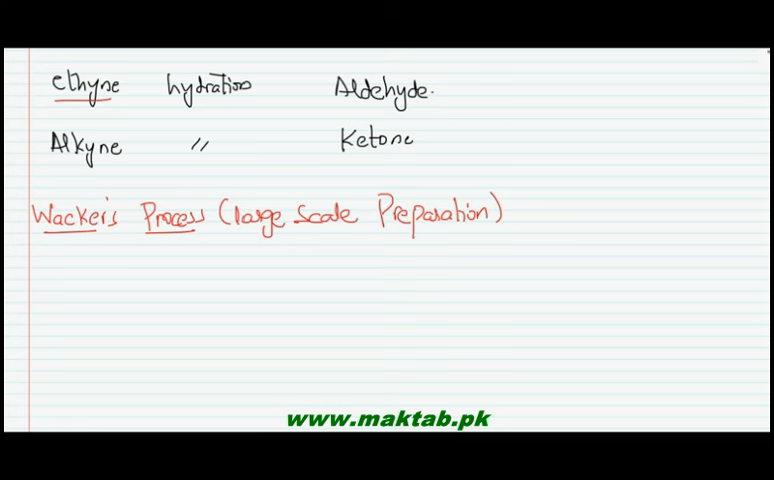 Ethyne hydration Aldehyde.
Alkyne " Ketone
Wacker's Process (large scale Preparation)
www.maktab.pk